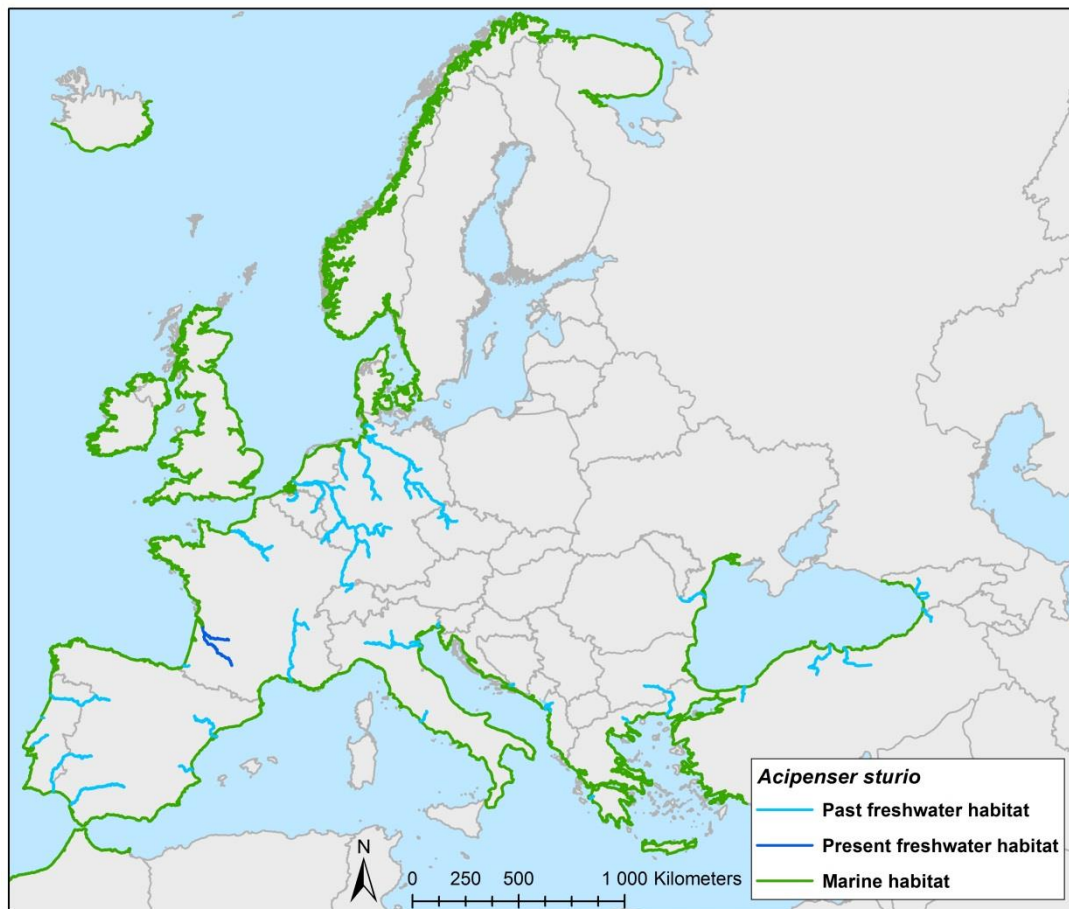 Acipenser sturio
Past freshwater habitat
Present freshwater habitat
Marine habitat
N
0 250 500 1 000 Kilometers